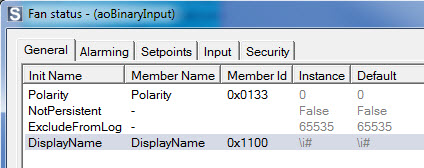 S Fan status - (aoBinaryInput)
General Alarming Setpoints Input Security
Init Name Member Name Member Id Instance Default
Polarity Polarity 0x0133 0 0
NotPersistent - False False
ExcludeFromLog - 65535 65535
DisplayName DisplayName 0x1100 \i# \i#